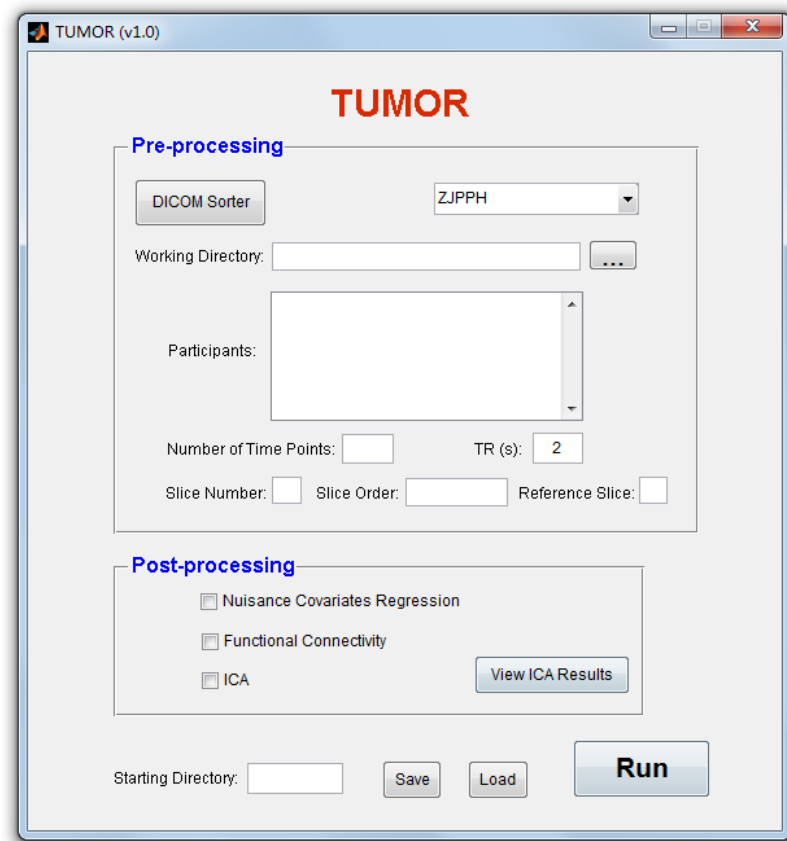 TUMOR (v1.0)
TUMOR
Pre-processing
DICOM Sorter ZJPPH
Working Directory: ...
Participants:
Number of Time Points: TR (s): 2
Slice Number: Slice Order: Reference Slice:
Post-processing
Nuisance Covariates Regression
Functional Connectivity
ICA View ICA Results
Starting Directory: Save Load Run